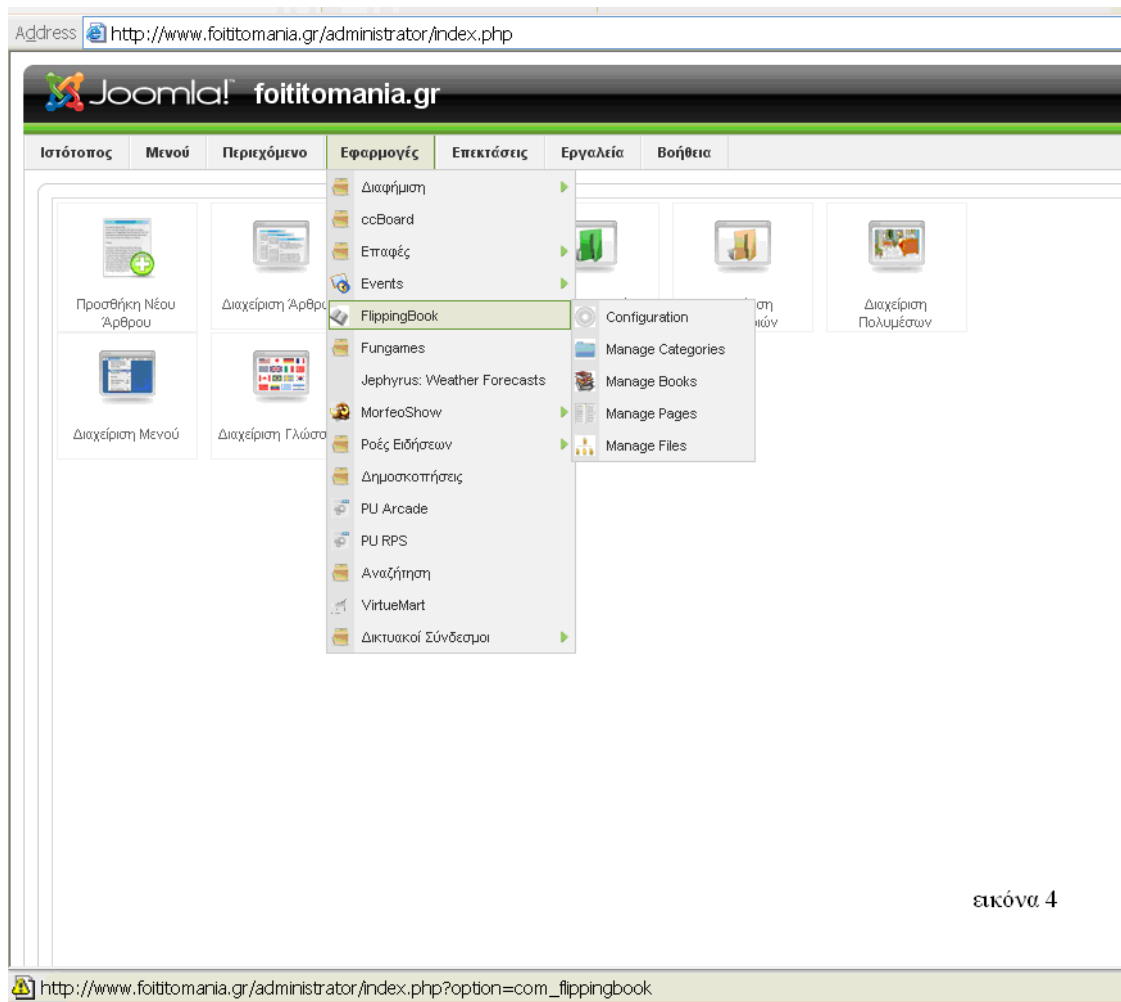 Address http://www.foititomania.gr/administrator/index.php
Joomla! foititomania.gr
Ιστότοπος Μενού Περιεχόμενο Εφαρμογές Επεκτάσεις Εργαλεία Βοήθεια
Διαφήμιση
ccBoard
Επαφές
Events
FlippingBook
Fungames
Jephyrus: Weather Forecasts
MorfeoShow
Ροές Ειδήσεων
Δημοσκοπήσεις
PU Arcade
PU RPS
Αναζήτηση
VirtueMart
Δικτυακοί Σύνδεσμοι
Configuration
Manage Categories
Manage Books
Manage Pages
Manage Files
Προσθήκη Νέου
Άρθρου
Διαχείριση
Διαχείριση
Πολυμέσων
Διαχείριση Μενού
Διαχείριση
εικόνα 4
http://www.foititomania.gr/administrator/index.php?option=com_flippingbook